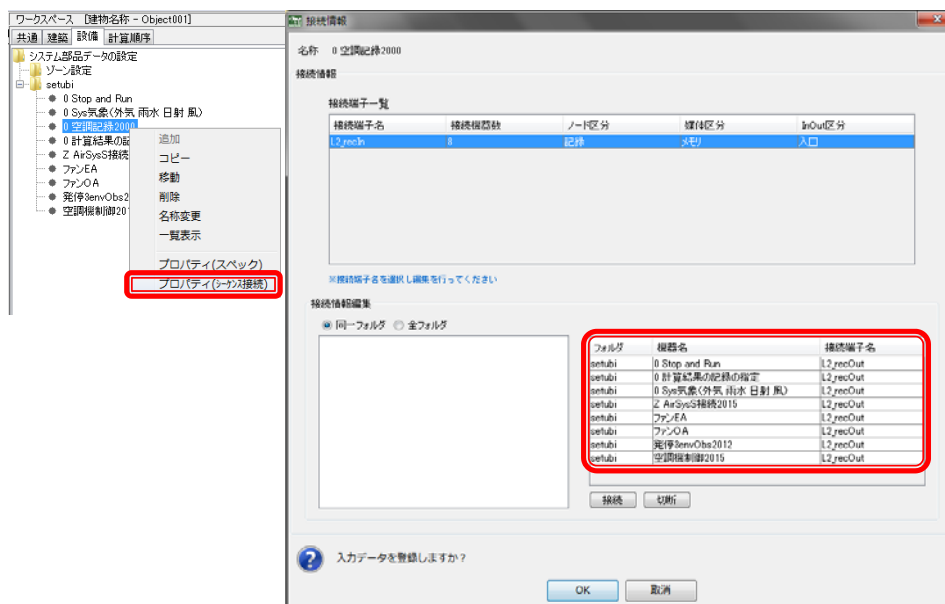 ワークスペース [建物名称 - Object001]
共通 建築 設備 計算順序
システム部品データの設定
ゾーン設定
setubi
0 Stop and Run
0 Sys気象(外気 雨水 日射 風)
0 空調記録2000
0 計算結果の記
Z AirSysS接続
ファンEA
ファンOA
発停3envObs2
空調機制御20
追加
コピー
移動
削除
名称変更
一覧表示
プロパティ(スペック)
プロパティ(シーケンス接続)
接続情報
名称 0 空調記録2000
接続情報
接続端子一覧
接続端子名 接続機器数 ノード区分 媒体区分 InOut区分
L2_recIn 8 記録 メモリ 入口
※接続端子名を選択し編集を行ってください
接続情報編集
同一フォルダ 全フォルダ
フォルダ 機器名 接続端子名
setubi 0 Stop and Run L2_recOut
setubi 0 計算結果の記録の指定 L2_recOut
setubi 0 Sys気象(外気 雨水 日射 風) L2_recOut
setubi Z AirSysS接続2015 L2_recOut
setubi ファンEA L2_recOut
setubi ファンOA L2_recOut
setubi 発停3envObs2012 L2_recOut
setubi 空調機制御2015 L2_recOut
接続 切断
入力データを登録しますか?
OK 取消